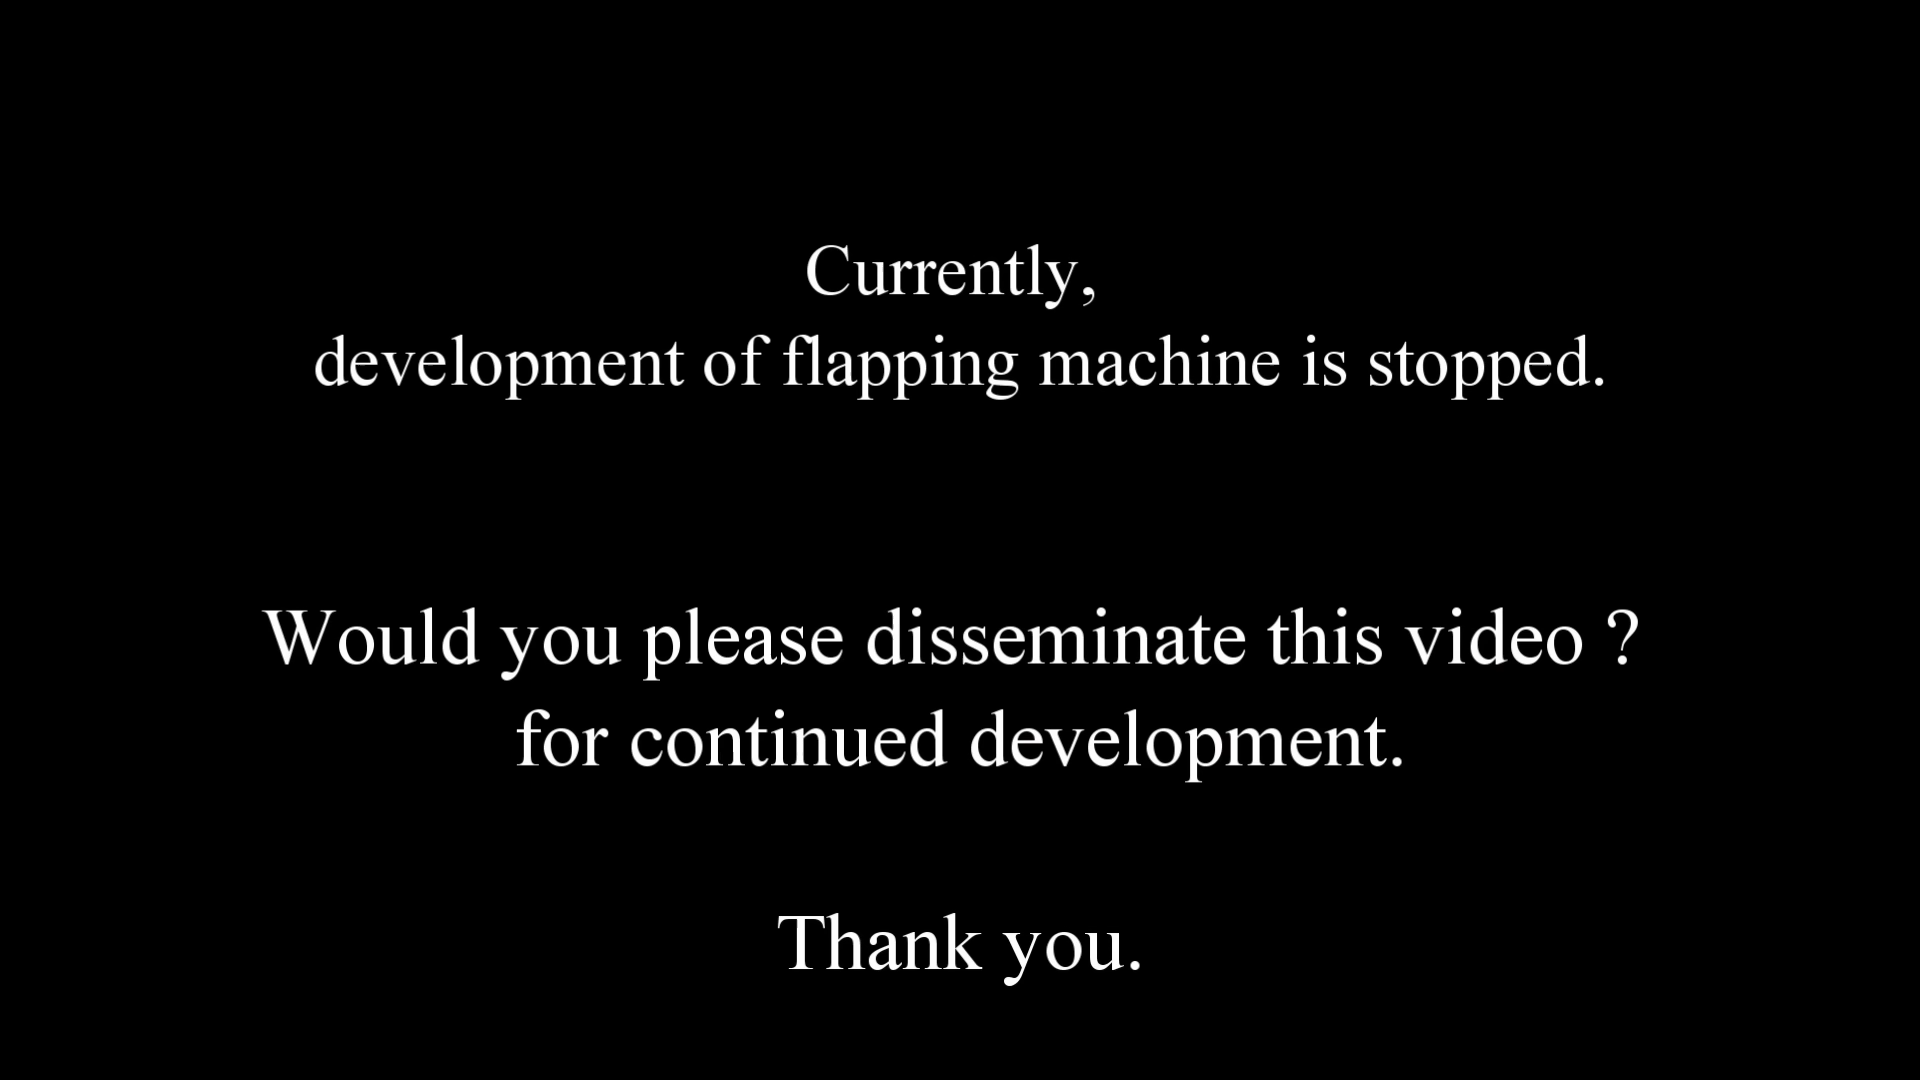 Currently,
development of flapping machine is stopped.
Would you please disseminate this video ?
for continued development.
Thank you.